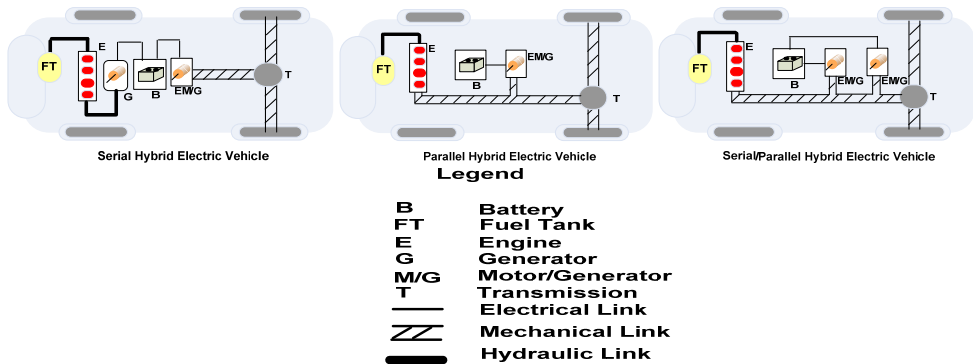 FT
E
G
B
EM/G
T
Serial Hybrid Electric Vehicle
FT
E
B
EM/G
T
Parallel Hybrid Electric Vehicle
FT
E
B
EM/G
EM/G
T
Serial/Parallel Hybrid Electric Vehicle
Legend
B Battery
FT Fuel Tank
E Engine
G Generator
M/G Motor/Generator
T Transmission
Electrical Link
Mechanical Link
Hydraulic Link